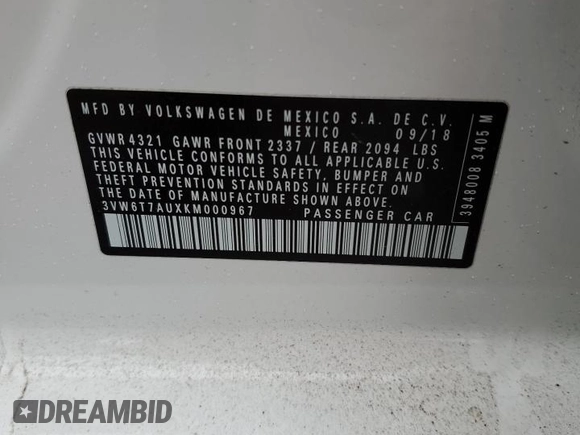 MFD BY VOLKSWAGEN DE MEXICO S.A. DE C.V.
MEXICO 09/18
GVWR 4321 GAWR FRONT 2337 / REAR 2094 LBS
THIS VEHICLE CONFORMS TO ALL APPLICABLE U.S.
FEDERAL MOTOR VEHICLE SAFETY, BUMPER AND
THEFT PREVENTION STANDARDS IN EFFECT ON
THE DATE OF MANUFACTURE SHOWN ABOVE.
3VW6T7AUXKM000967 PASSENGER CAR
3948008 3405 M
DREAMBID